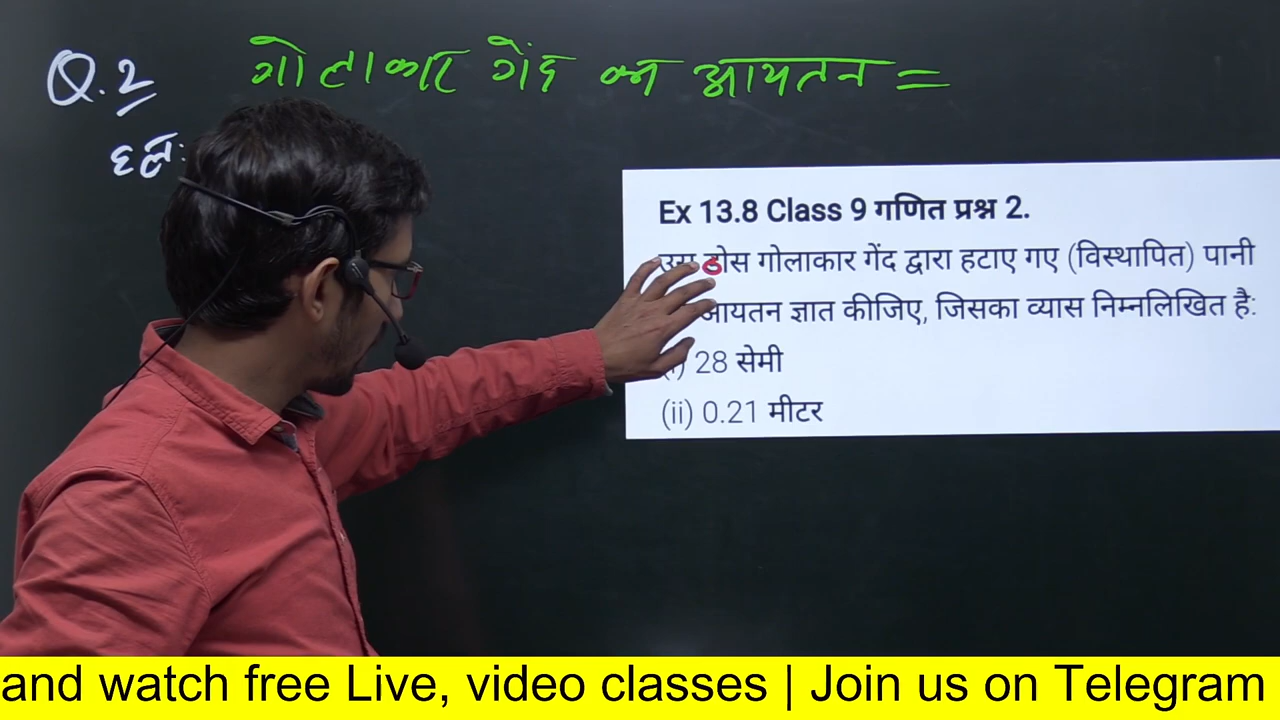 Q.2 गोलाकार गेंद का आयतन =
हल:
Ex 13.8 Class 9 गणित प्रश्न 2.
उस ठोस गोलाकार गेंद द्वारा हटाए गए (विस्थापित) पानी
आयतन ज्ञात कीजिए, जिसका व्यास निम्नलिखित है:
(i) 28 सेमी
(ii) 0.21 मीटर
and watch free Live, video classes | Join us on Telegram